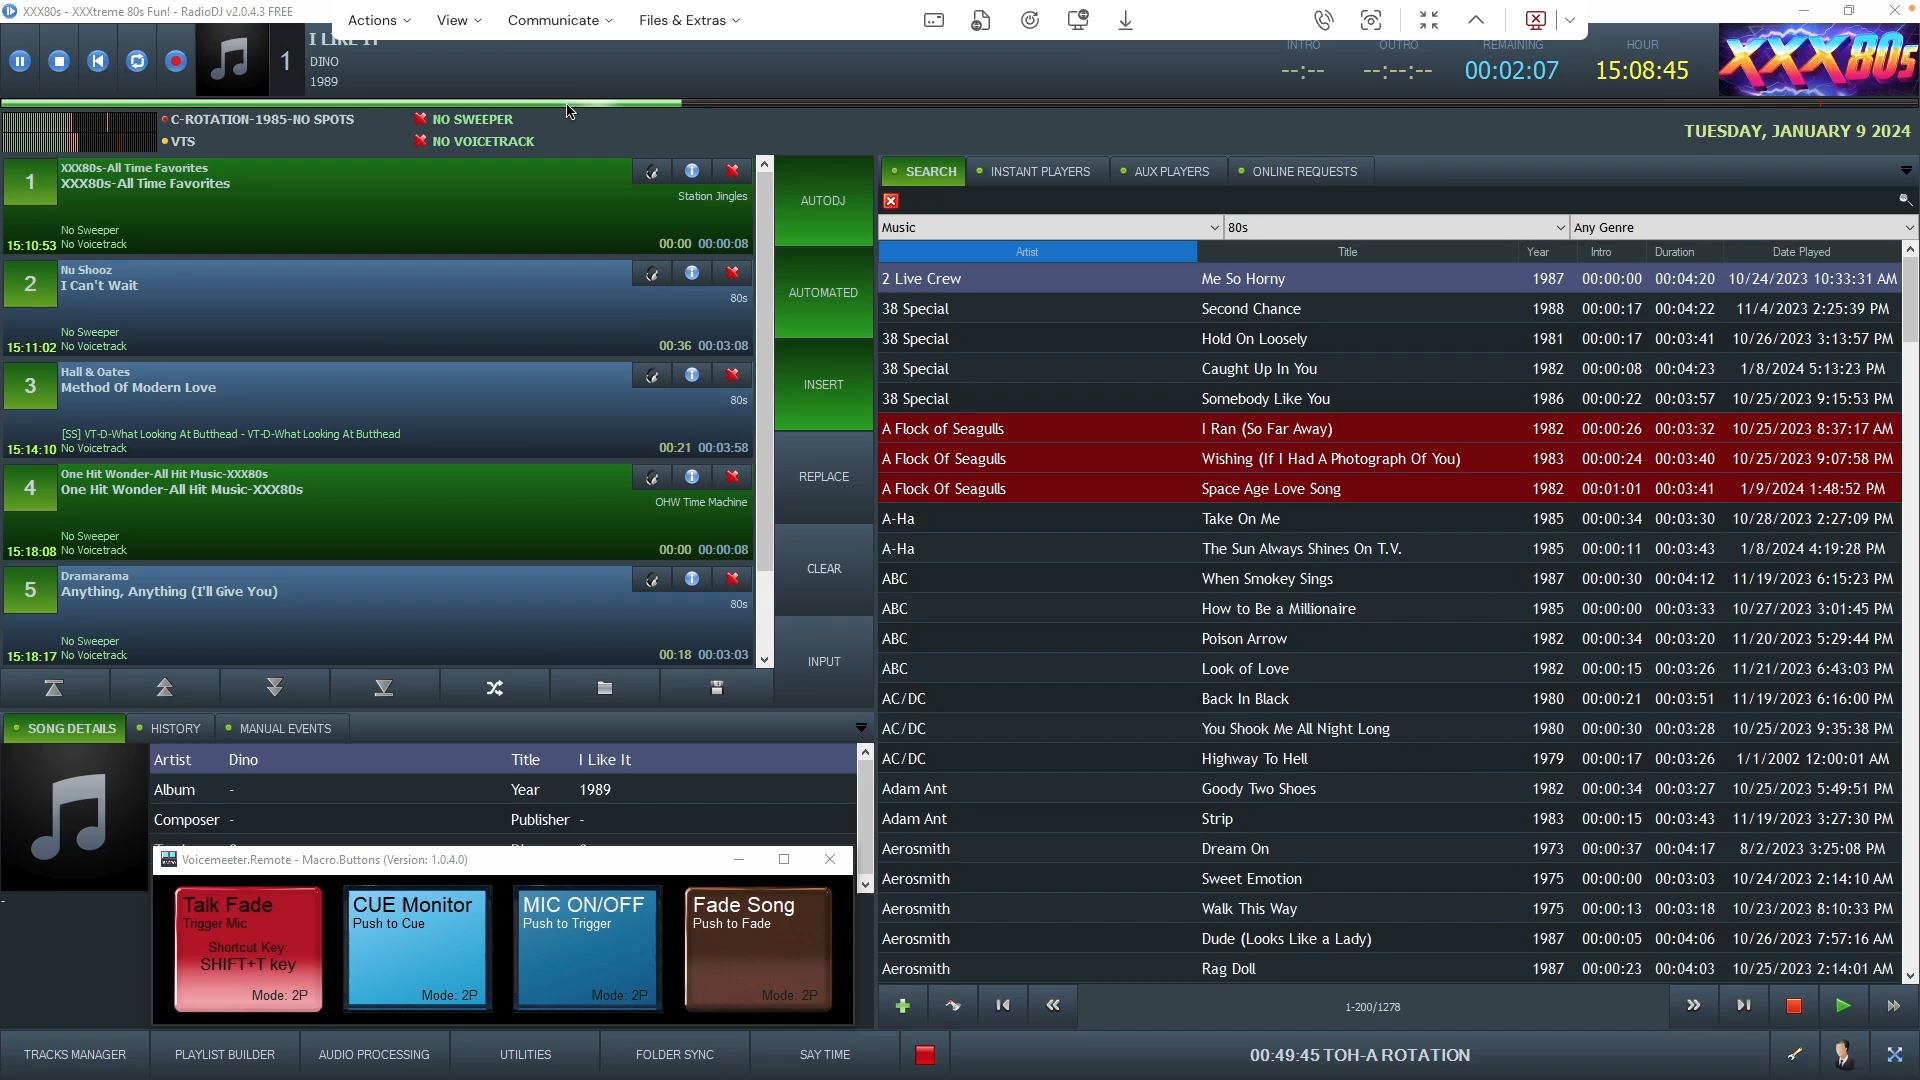 XXX80s - XXXtreme 80s Fun! - RadioDJ v2.0.4.3 FREE
Actions View Communicate Files & Extras
1
I LIKE IT
DINO
1989
INTRO --:--
OUTRO --:--:--
REMAINING 00:02:07
HOUR 15:08:45
XXX80s
C-ROTATION-1985-NO SPOTS
VTS
NO SWEEPER
NO VOICETRACK
TUESDAY, JANUARY 9 2024
1
XXX80s-All Time Favorites
XXX80s-All Time Favorites
Station Jingles
No Sweeper
15:10:53 No Voicetrack 00:00 00:00:08
2
Nu Shooz
I Can't Wait
80s
No Sweeper
15:11:02 No Voicetrack 00:36 00:03:08
3
Hall & Oates
Method Of Modern Love
80s
[SS] VT-D-What Looking At Butthead - VT-D-What Looking At Butthead
15:14:10 No Voicetrack 00:21 00:03:58
4
One Hit Wonder-All Hit Music-XXX80s
One Hit Wonder-All Hit Music-XXX80s
OHW Time Machine
No Sweeper
15:18:08 No Voicetrack 00:00 00:00:08
5
Dramarama
Anything, Anything (I'll Give You)
80s
No Sweeper
15:18:17 No Voicetrack 00:18 00:03:03
AUTODJ
AUTOMATED
INSERT
REPLACE
CLEAR
INPUT
SEARCH INSTANT PLAYERS AUX PLAYERS ONLINE REQUESTS
Music 80s Any Genre
Artist Title Year Intro Duration Date Played
2 Live Crew Me So Horny 1987 00:00:00 00:04:20 10/24/2023 10:33:31 AM
38 Special Second Chance 1988 00:00:17 00:04:22 11/4/2023 2:25:39 PM
38 Special Hold On Loosely 1981 00:00:17 00:03:41 10/26/2023 3:13:57 PM
38 Special Caught Up In You 1982 00:00:08 00:04:23 1/8/2024 5:13:23 PM
38 Special Somebody Like You 1986 00:00:22 00:03:57 10/25/2023 9:15:53 PM
A Flock of Seagulls I Ran (So Far Away) 1982 00:00:26 00:03:32 10/25/2023 8:37:17 AM
A Flock Of Seagulls Wishing (If I Had A Photograph Of You) 1983 00:00:24 00:03:40 10/25/2023 9:07:58 PM
A Flock Of Seagulls Space Age Love Song 1982 00:01:01 00:03:41 1/9/2024 1:48:52 PM
A-Ha Take On Me 1985 00:00:34 00:03:30 10/28/2023 2:27:09 PM
A-Ha The Sun Always Shines On T.V. 1985 00:00:11 00:03:43 1/8/2024 4:19:28 PM
ABC When Smokey Sings 1987 00:00:30 00:04:12 11/19/2023 6:15:23 PM
ABC How to Be a Millionaire 1985 00:00:00 00:03:33 10/27/2023 3:01:45 PM
ABC Poison Arrow 1982 00:00:34 00:03:20 11/20/2023 5:29:44 PM
ABC Look of Love 1982 00:00:15 00:03:26 11/21/2023 6:43:03 PM
AC/DC Back In Black 1980 00:00:21 00:03:51 11/19/2023 6:16:00 PM
AC/DC You Shook Me All Night Long 1980 00:00:30 00:03:28 10/25/2023 9:35:38 PM
AC/DC Highway To Hell 1979 00:00:17 00:03:26 1/1/2002 12:00:01 AM
Adam Ant Goody Two Shoes 1982 00:00:34 00:03:27 10/25/2023 5:49:51 PM
Adam Ant Strip 1983 00:00:15 00:03:43 11/19/2023 3:27:30 PM
Aerosmith Dream On 1973 00:00:37 00:04:17 8/2/2023 3:25:08 PM
Aerosmith Sweet Emotion 1975 00:00:00 00:03:03 10/24/2023 2:14:10 AM
Aerosmith Walk This Way 1975 00:00:13 00:03:18 10/23/2023 8:10:33 PM
Aerosmith Dude (Looks Like a Lady) 1987 00:00:05 00:04:06 10/26/2023 7:57:16 AM
Aerosmith Rag Doll 1987 00:00:23 00:04:03 10/25/2023 2:14:01 AM
1-200/1278
SONG DETAILS HISTORY MANUAL EVENTS
Artist Dino Title I Like It
Album - Year 1989
Composer - Publisher -
-
Voicemeeter.Remote - Macro.Buttons (Version: 1.0.4.0)
Talk Fade
Trigger Mic
Shortcut Key:
SHIFT+T key
Mode: 2P
CUE Monitor
Push to Cue
Mode: 2P
MIC ON/OFF
Push to Trigger
Mode: 2P
Fade Song
Push to Fade
Mode: 2P
TRACKS MANAGER PLAYLIST BUILDER AUDIO PROCESSING UTILITIES FOLDER SYNC SAY TIME 00:49:45 TOH-A ROTATION